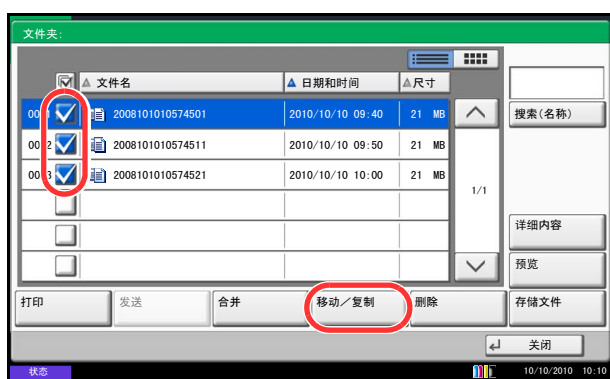 文件夹:
文件名 日期和时间 尺寸
2008101010574501 2010/10/10 09:40 21 MB 搜索(名称)
2008101010574511 2010/10/10 09:50 21 MB
2008101010574521 2010/10/10 10:00 21 MB
1/1
详细内容
预览
打印 发送 合并 移动／复制 删除 存储文件
关闭
状态 10/10/2010 10:10